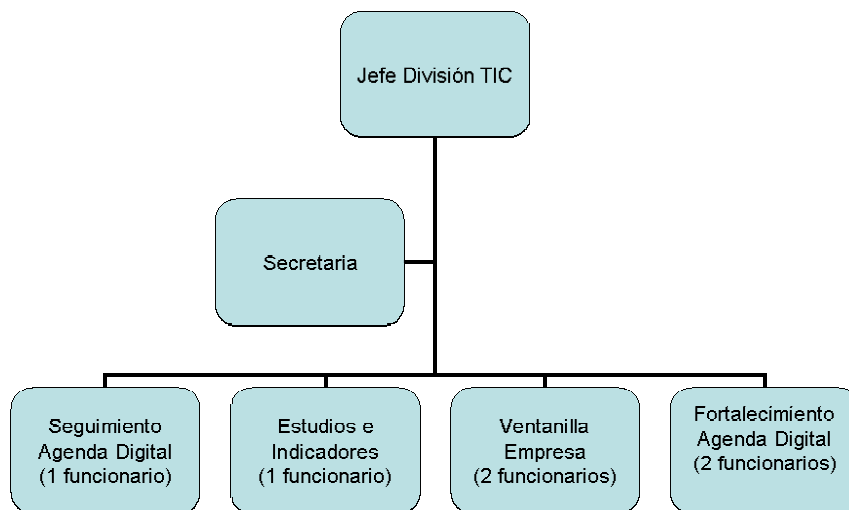 Jefe División TIC
Secretaria
Seguimiento
Agenda Digital
(1 funcionario)
Estudios e
Indicadores
(1 funcionario)
Ventanilla
Empresa
(2 funcionarios)
Fortalecimiento
Agenda Digital
(2 funcionarios)